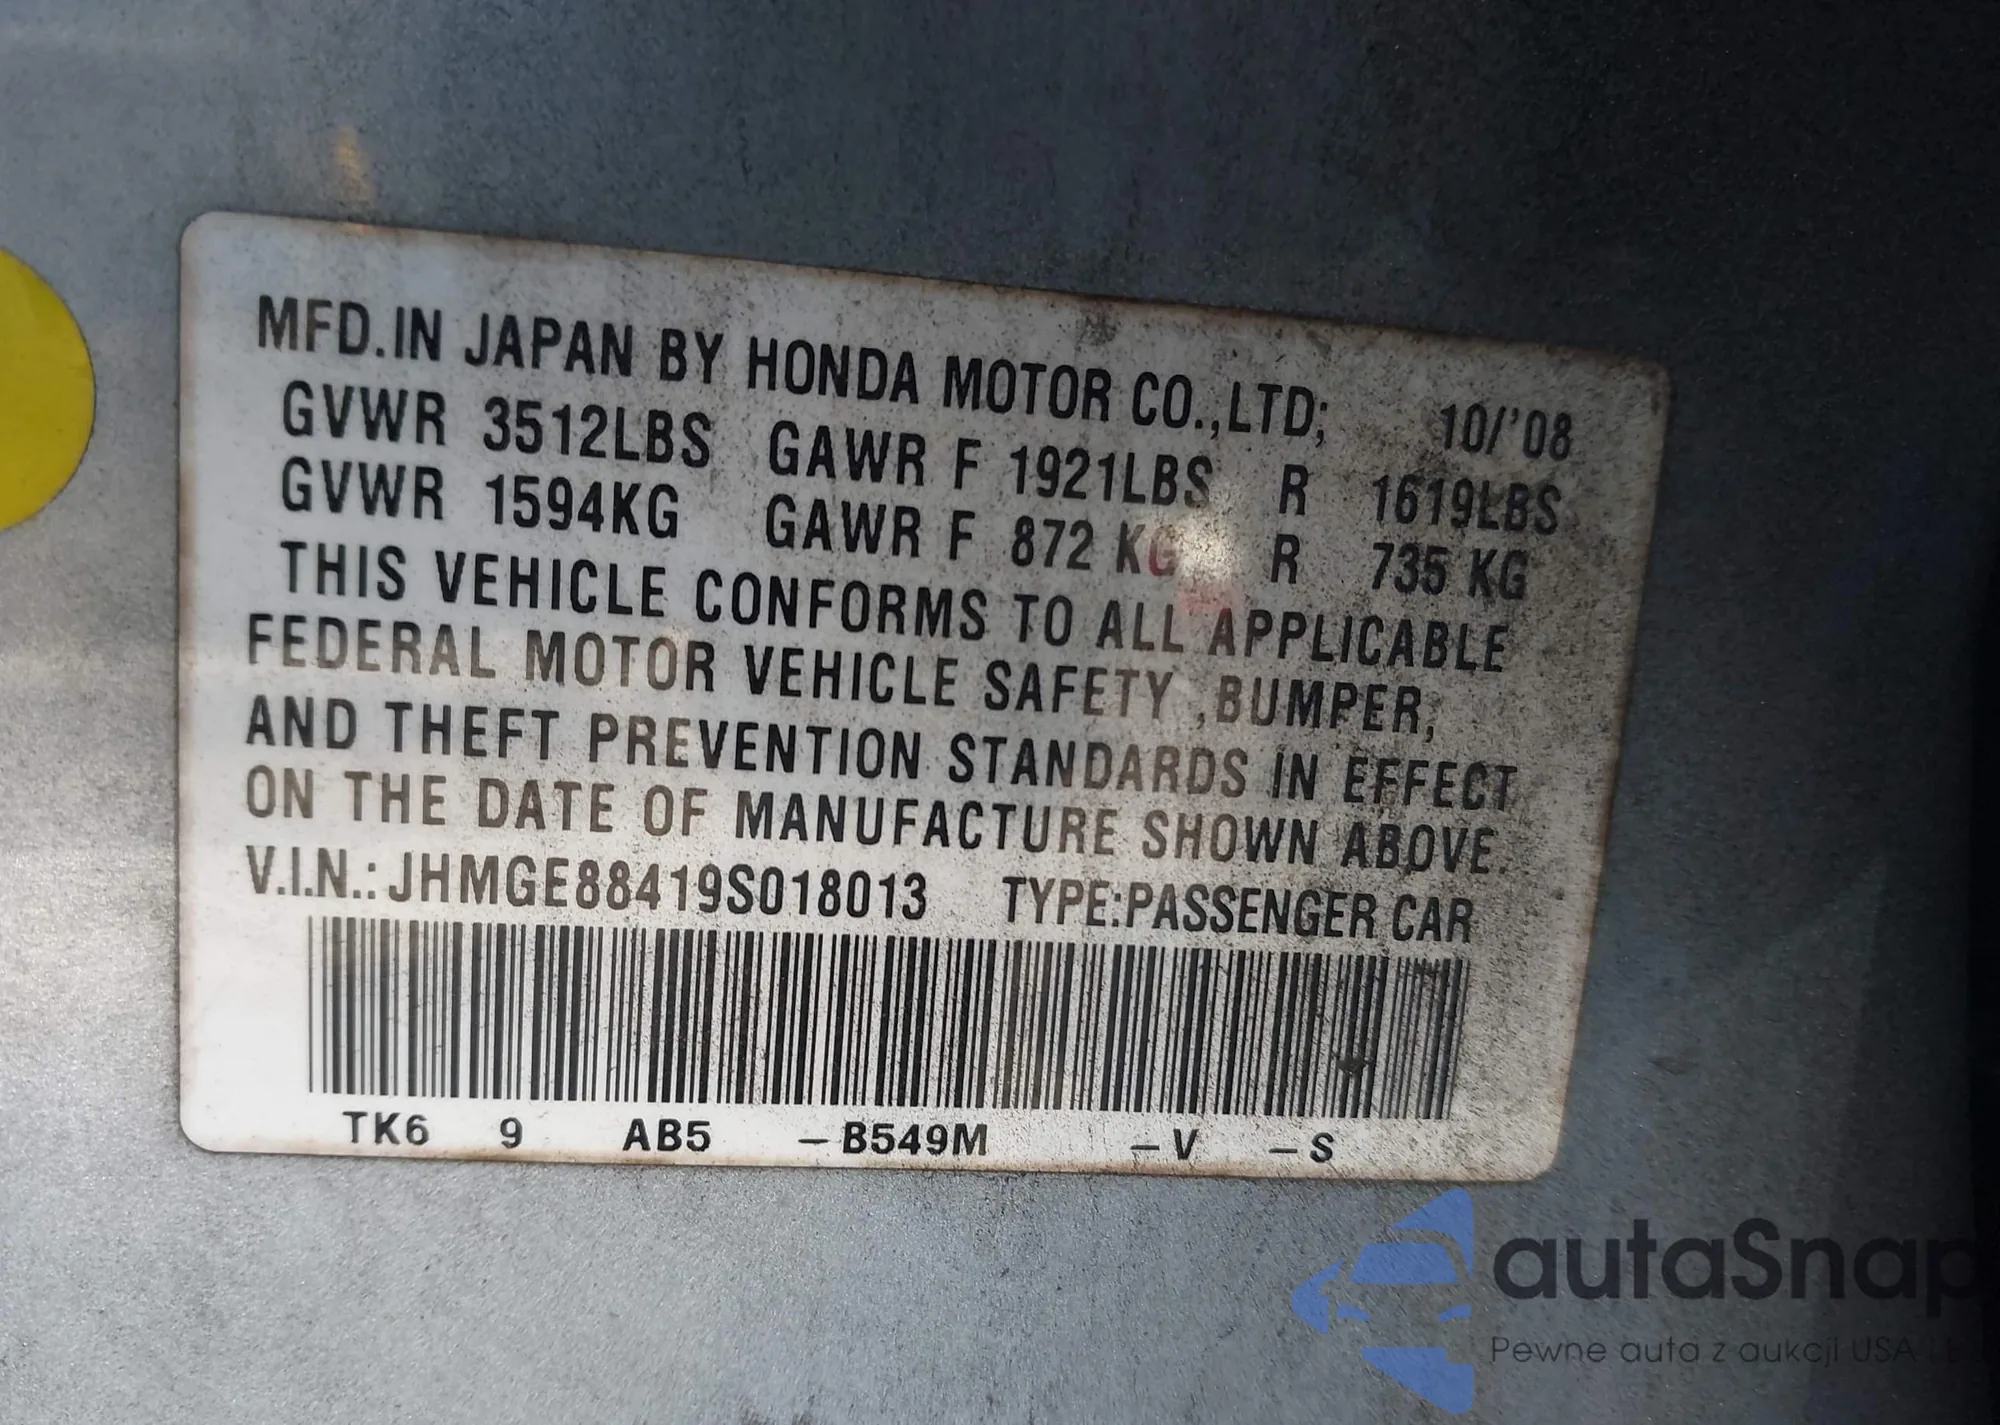 MFD.IN JAPAN BY HONDA MOTOR CO.,LTD; 10/'08
GVWR 3512LBS GAWR F 1921LBS R 1619LBS
GVWR 1594KG GAWR F 872 KG R 735 KG
THIS VEHICLE CONFORMS TO ALL APPLICABLE
FEDERAL MOTOR VEHICLE SAFETY ,BUMPER,
AND THEFT PREVENTION STANDARDS IN EFFECT
ON THE DATE OF MANUFACTURE SHOWN ABOVE.
V.I.N.: JHMGE88419S018013 TYPE:PASSENGER CAR
TK6 9 AB5 –B549M –V –S
autaSnap
Pewne auta z aukcji USA